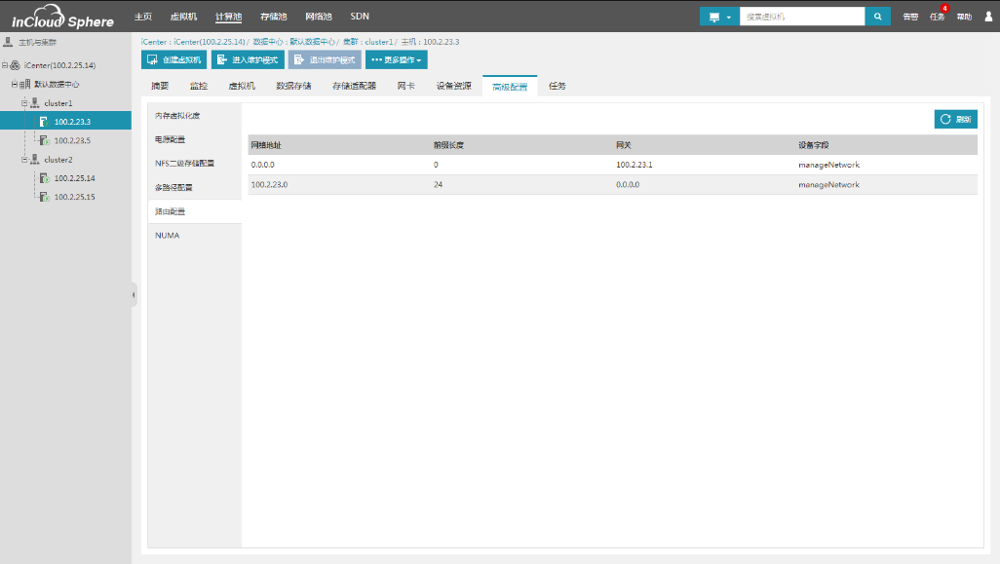 inCloud Sphere
主页 虚拟机 计算池 存储池 网络池 SDN
搜索虚拟机
告警 任务 4 帮助
主机与集群
iCenter(100.2.25.14)
默认数据中心
cluster1
100.2.23.3
100.2.23.5
cluster2
100.2.25.14
100.2.25.15
iCenter : iCenter(100.2.25.14) / 数据中心 : 默认数据中心 / 集群 : cluster1 / 主机 : 100.2.23.3
创建虚拟机 进入维护模式 退出维护模式 ••• 更多操作
摘要 监控 虚拟机 数据存储 存储适配器 网卡 设备资源 高级配置 任务
内存虚拟化度
电源配置
NFS二级存储配置
多路径配置
路由配置
NUMA
刷新
网络地址 前缀长度 网关 设备字段
0.0.0.0 0 100.2.23.1 manageNetwork
100.2.23.0 24 0.0.0.0 manageNetwork